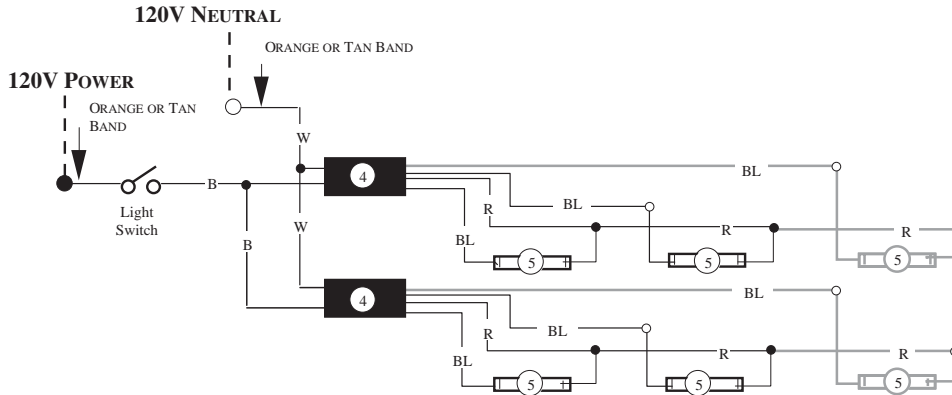 120V NEUTRAL
ORANGE OR TAN BAND
120V POWER
ORANGE OR TAN
BAND
W
B
Light
Switch
4
BL
BL
R
R
R
W
BL
5
5
5
B
4
BL
BL
R
R
R
BL
5
5
5